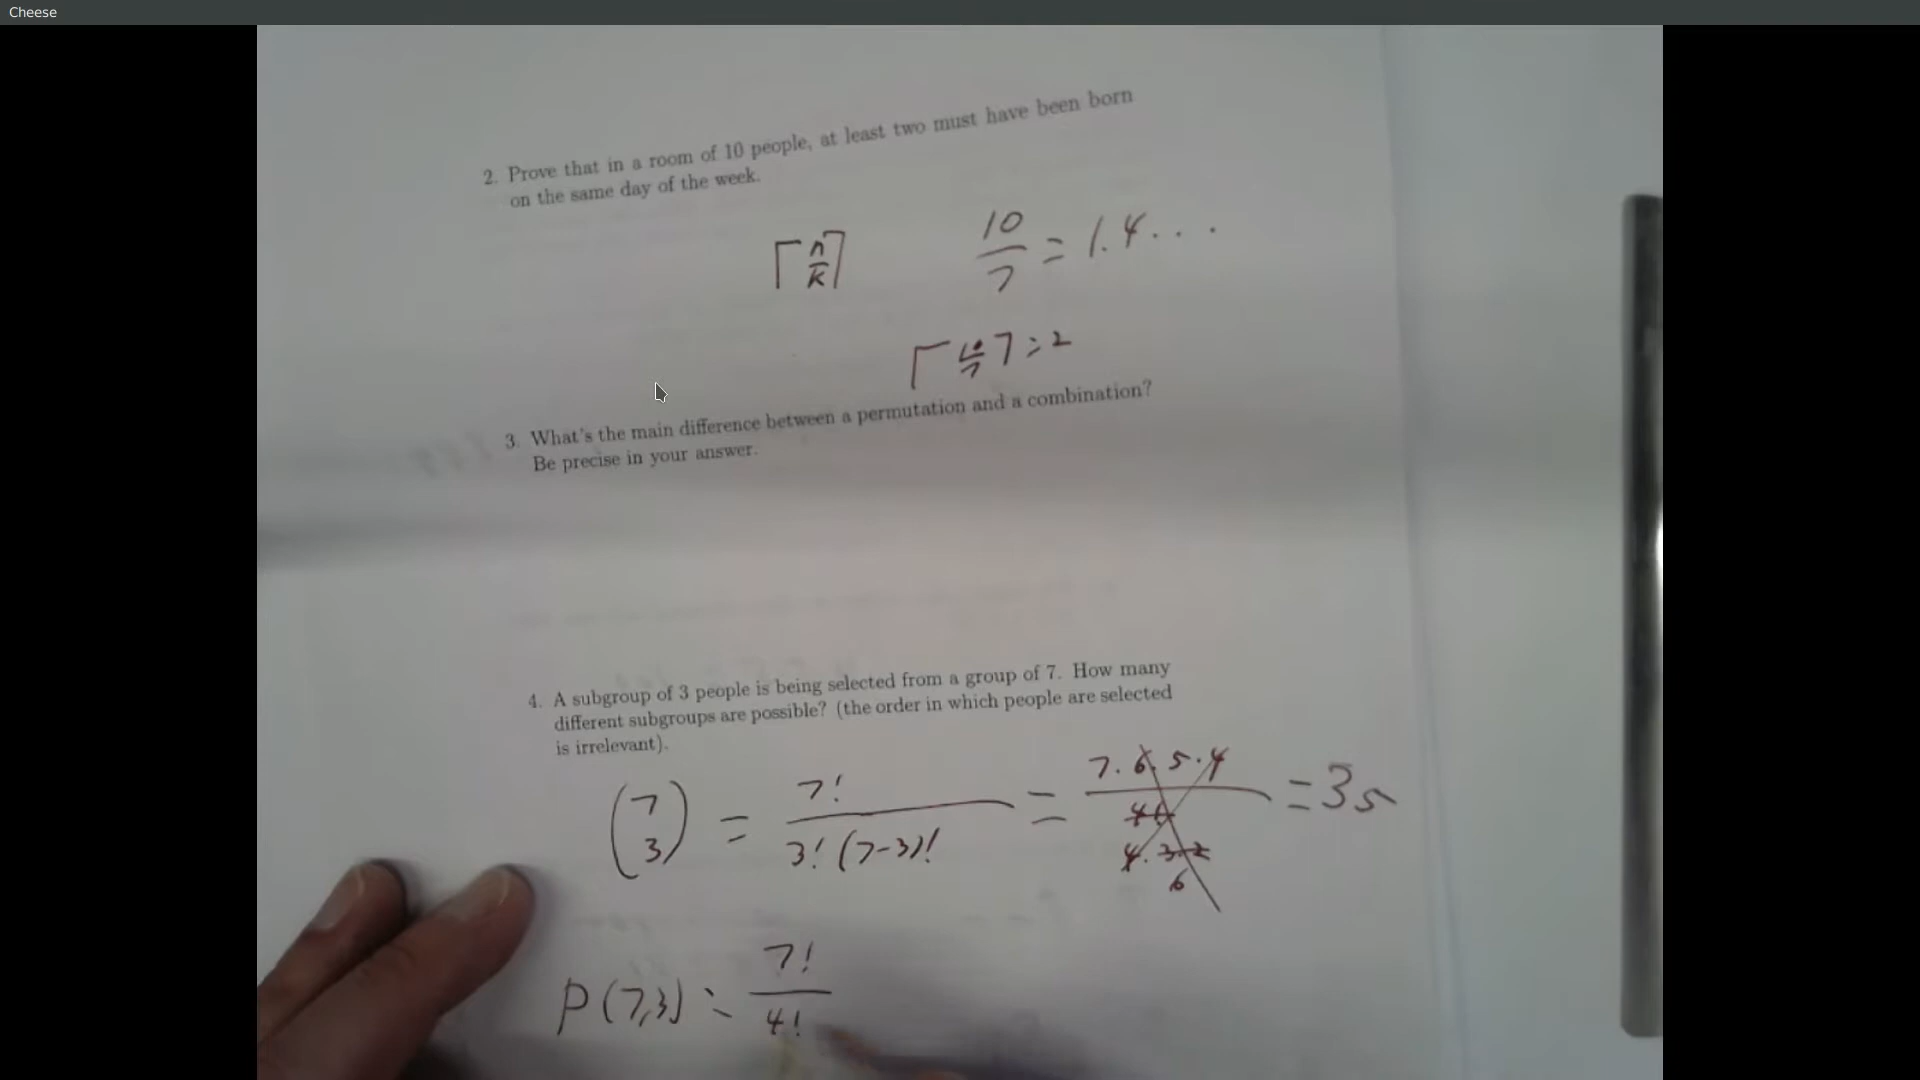 Cheese
2. Prove that in a room of 10 people, at least two must have been born
on the same day of the week.
⌈n/k⌉ 10/7 = 1.4...
⌈10/7⌉ = 2
3. What's the main difference between a permutation and a combination?
Be precise in your answer.
4. A subgroup of 3 people is being selected from a group of 7. How many
different subgroups are possible? (the order in which people are selected
is irrelevant).
(7
3) = 7!/3!(7-3)! = 7.6.5.4/4.3.2 = 35
6
P(7,3) = 7!/4!